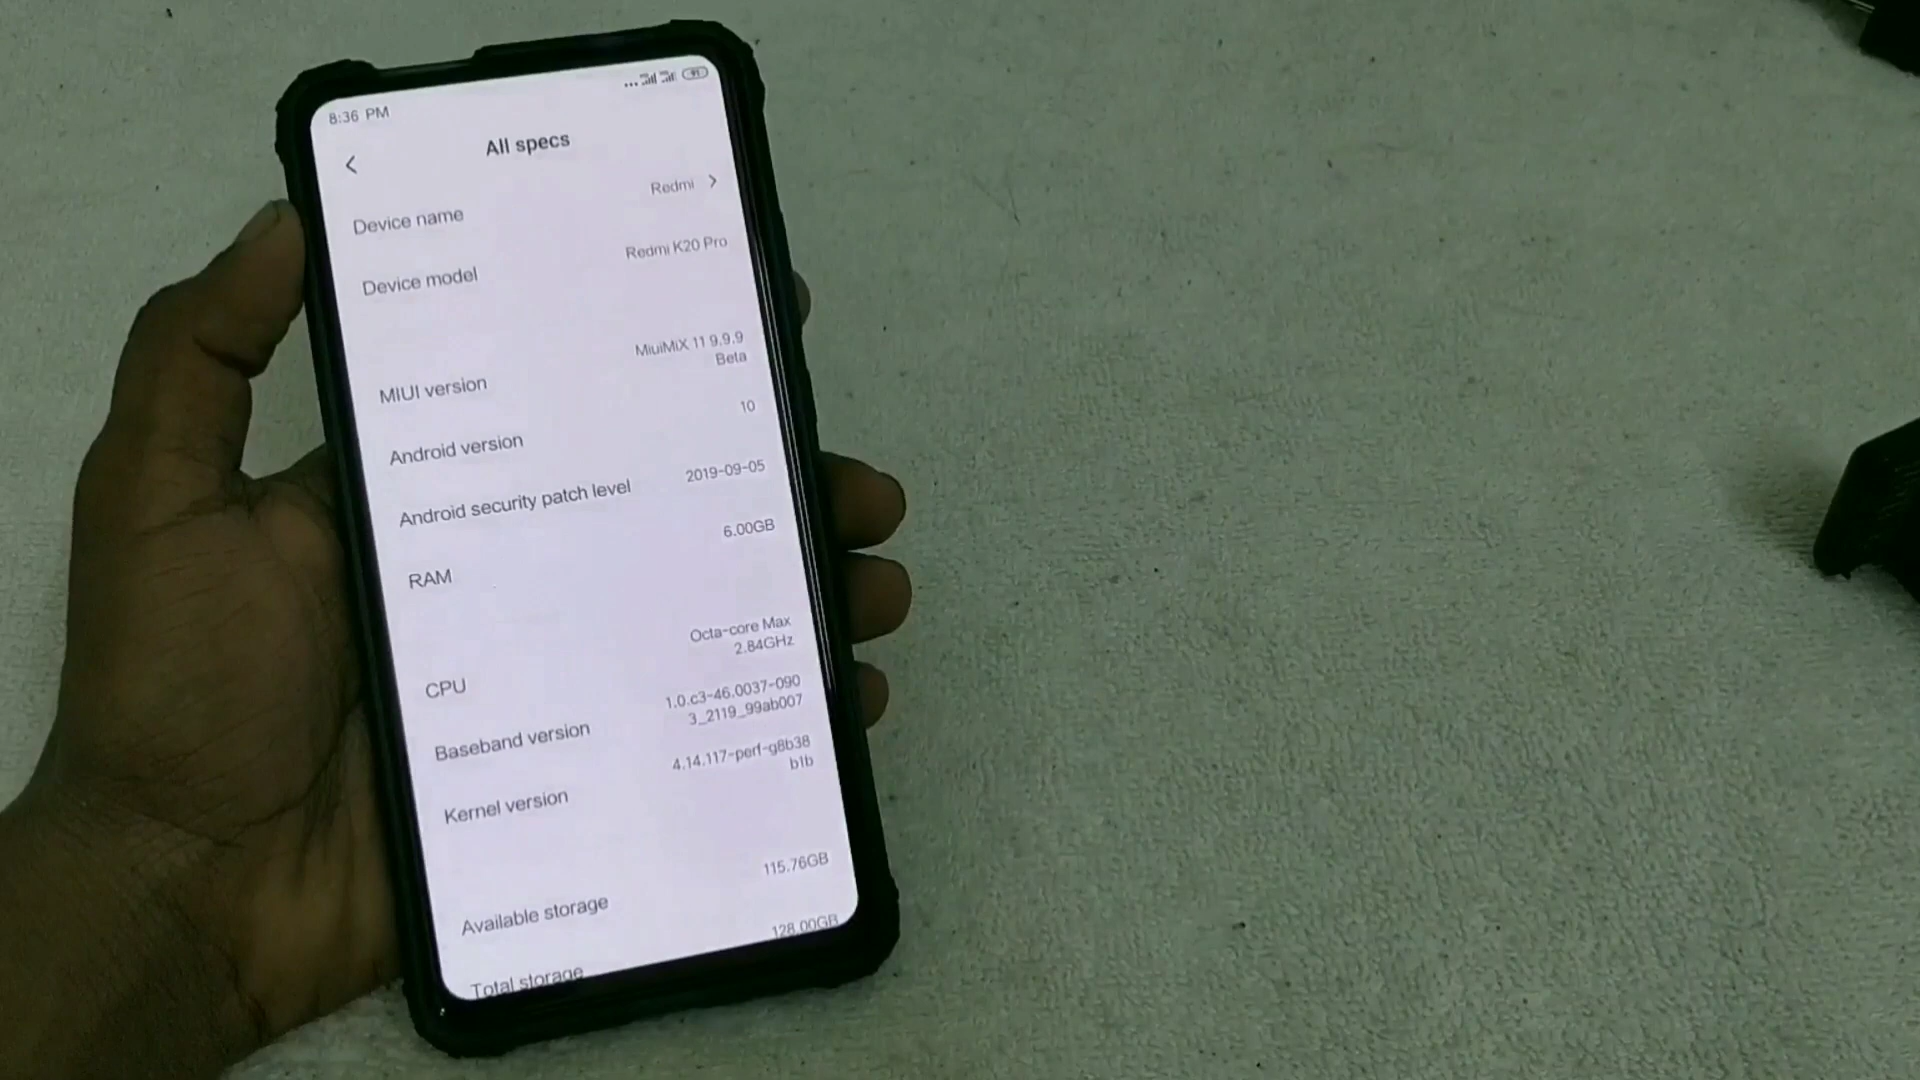 8:36 PM
91
All specs
Device name
Redmi
Device model
Redmi K20 Pro
MIUI version
MiuiMiX 11 9.9.9
Beta
Android version
10
Android security patch level
2019-09-05
RAM
6.00GB
CPU
Octa-core Max
2.84GHz
Baseband version
1.0.c3-46.0037-090
3_2119_99ab007
Kernel version
4.14.117-perf-g8b38
b1b
Available storage
115.76GB
Total storage
128.00GB